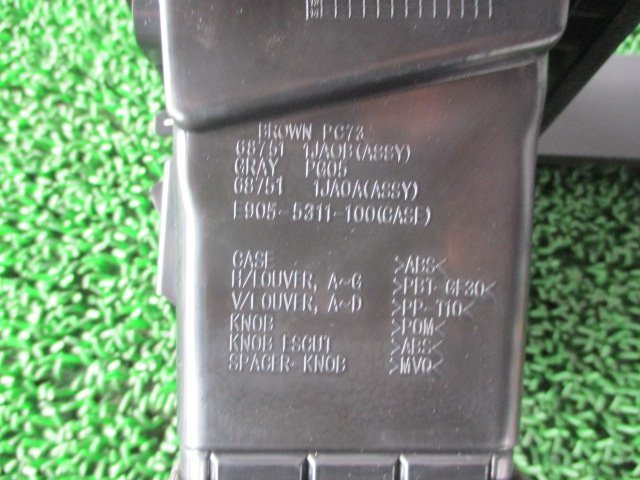 BROWN PC73
68751 1JA0B(ASSY)
GRAY PG05
68751 1JA0A(ASSY)
E905-5311-100(CASE)
CASE >ABS<
H/LOUVER, A~G >PBT-GF30<
V/LOUVER, A~D >PP-T10<
KNOB >POM<
KNOB ESCUT >ABS<
SPACER-KNOB >MVQ<